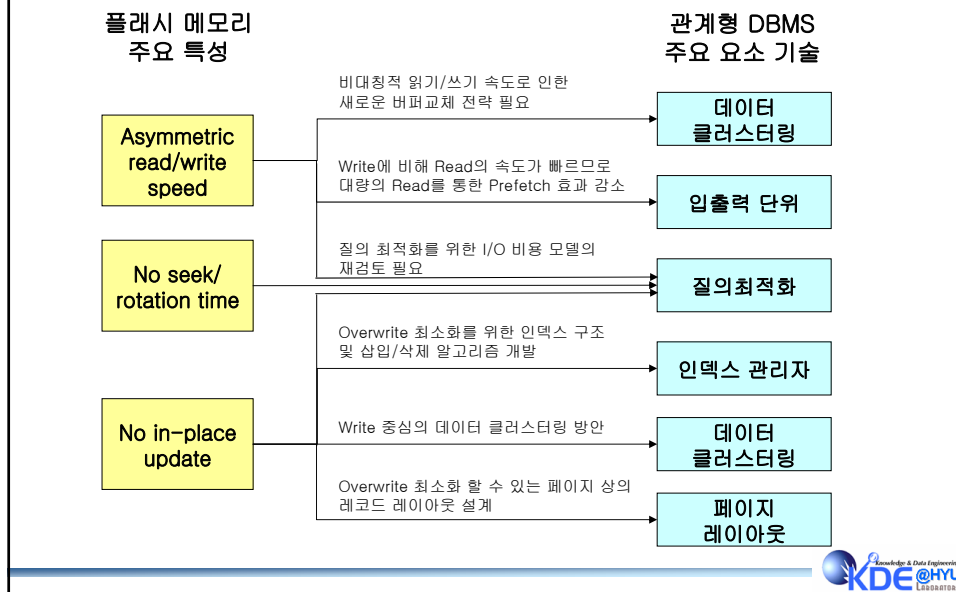 플래시 메모리
주요 특성
관계형 DBMS
주요 요소 기술
비대칭적 읽기/쓰기 속도로 인한
새로운 버퍼교체 전략 필요
데이터
클러스터링
Asymmetric
read/write
speed
Write에 비해 Read의 속도가 빠르므로
대량의 Read를 통한 Prefetch 효과 감소
입출력 단위
질의 최적화를 위한 I/O 비용 모델의
재검토 필요
No seek/
rotation time
질의최적화
Overwrite 최소화를 위한 인덱스 구조
및 삽입/삭제 알고리즘 개발
인덱스 관리자
No in-place
update
Write 중심의 데이터 클러스터링 방안
데이터
클러스터링
Overwrite 최소화 할 수 있는 페이지 상의
레코드 레이아웃 설계
페이지
레이아웃
Knowledge & Data Engineerin
KDE @HYU
LABORATOR